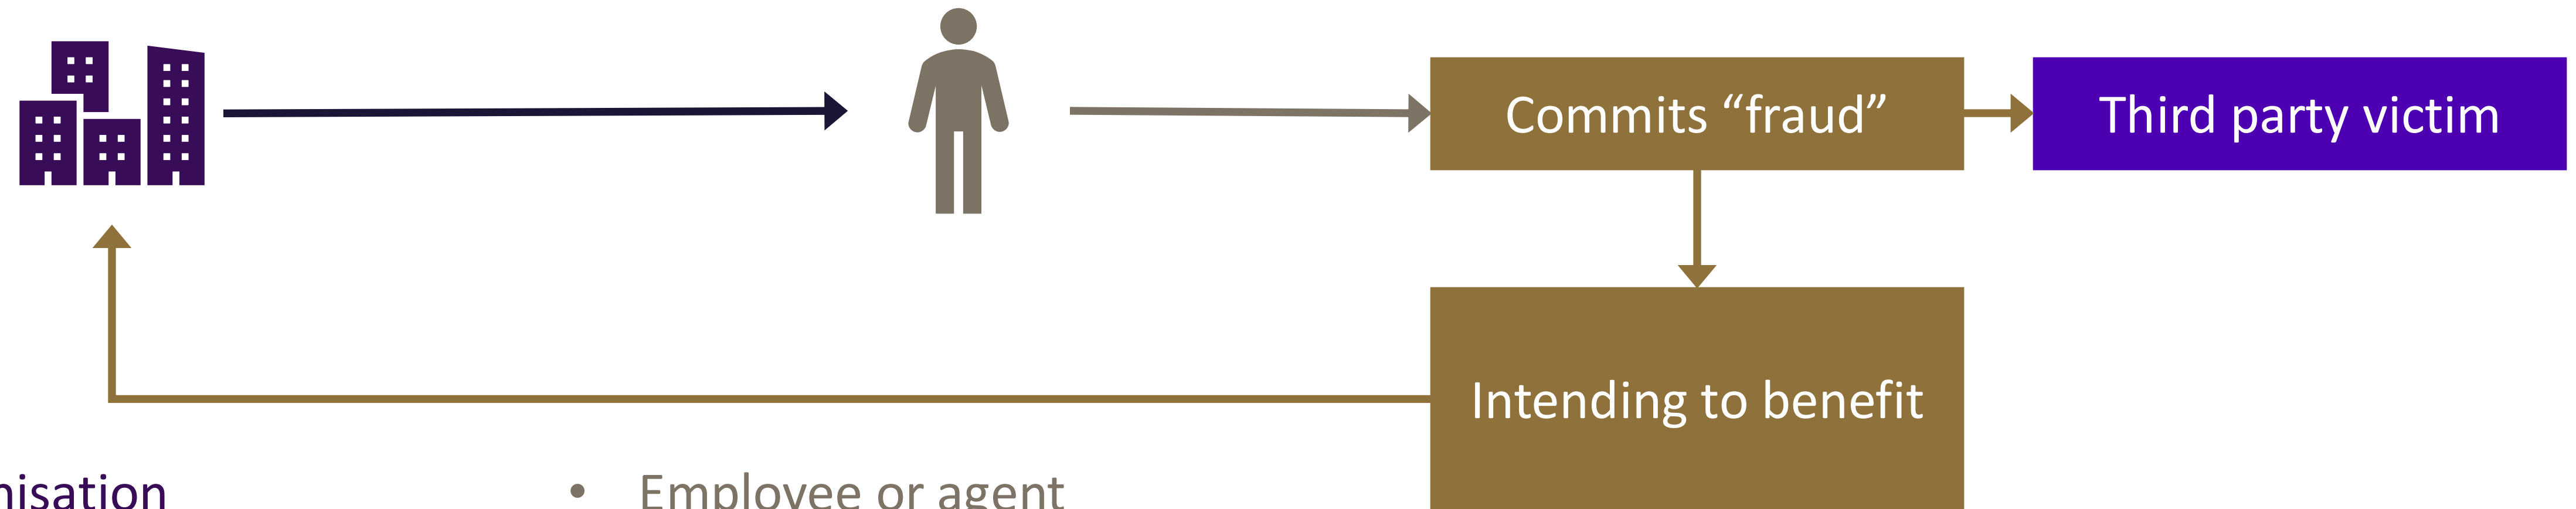 Commits “fraud”
Third party victim
Intending to benefit
nisation
• Employee or agent